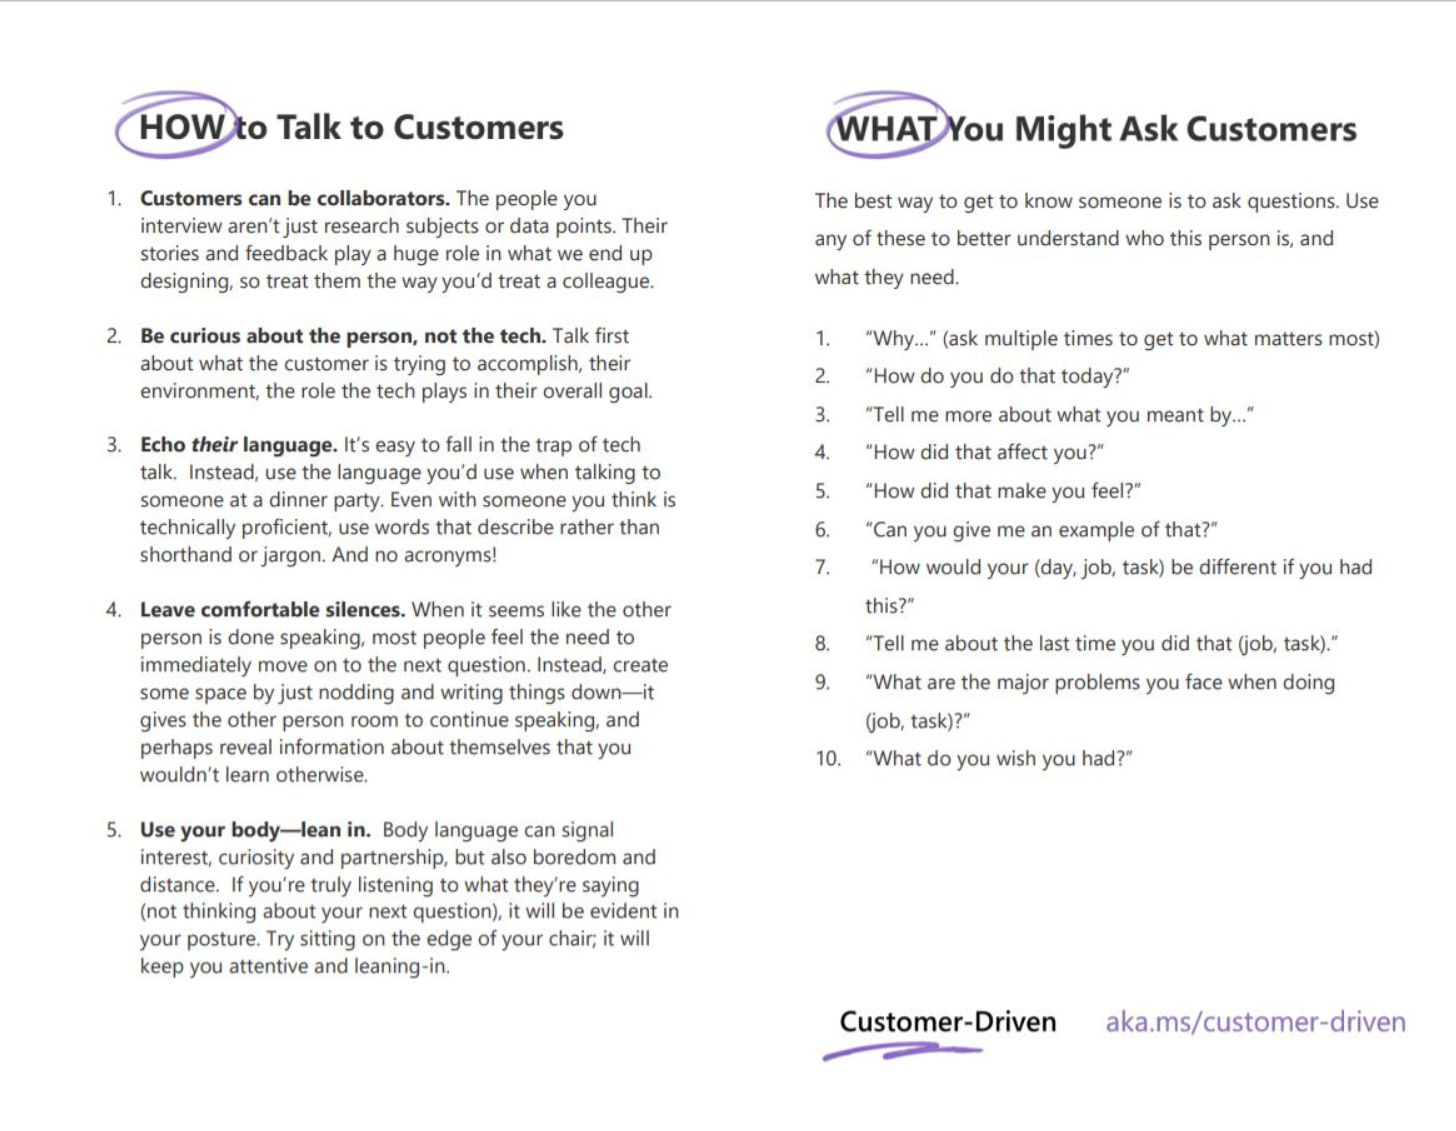 HOW to Talk to Customers
1. Customers can be collaborators. The people you
interview aren't just research subjects or data points. Their
stories and feedback play a huge role in what we end up
designing, so treat them the way you'd treat a colleague.
2. Be curious about the person, not the tech. Talk first
about what the customer is trying to accomplish, their
environment, the role the tech plays in their overall goal.
3. Echo their language. It's easy to fall in the trap of tech
talk.  Instead, use the language you'd use when talking to
someone at a dinner party. Even with someone you think is
technically proficient, use words that describe rather than
shorthand or jargon. And no acronyms!
4. Leave comfortable silences. When it seems like the other
person is done speaking, most people feel the need to
immediately move on to the next question. Instead, create
some space by just nodding and writing things down—it
gives the other person room to continue speaking, and
perhaps reveal information about themselves that you
wouldn't learn otherwise.
5. Use your body—lean in.  Body language can signal
interest, curiosity and partnership, but also boredom and
distance.  If you're truly listening to what they're saying
(not thinking about your next question), it will be evident in
your posture. Try sitting on the edge of your chair; it will
keep you attentive and leaning-in.
WHAT You Might Ask Customers
The best way to get to know someone is to ask questions. Use
any of these to better understand who this person is, and
what they need.
1. "Why..." (ask multiple times to get to what matters most)
2. "How do you do that today?"
3. "Tell me more about what you meant by..."
4. "How did that affect you?"
5. "How did that make you feel?"
6. "Can you give me an example of that?"
7. "How would your (day, job, task) be different if you had
this?"
8. "Tell me about the last time you did that (job, task)."
9. "What are the major problems you face when doing
(job, task)?"
10. "What do you wish you had?"
Customer-Driven aka.ms/customer-driven